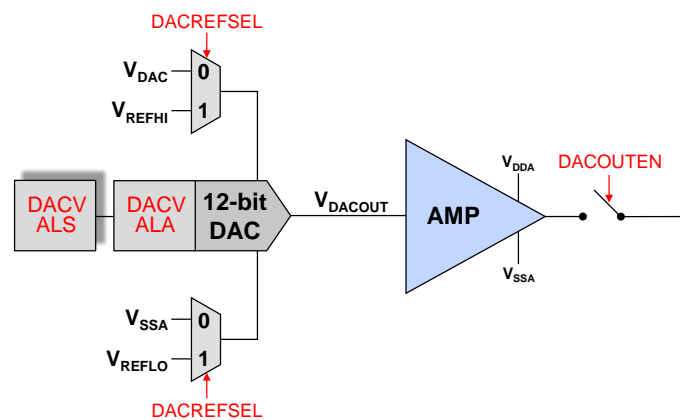 DACREFSEL
VDAC
0
VREFHI
1
DACV
ALS
DACV
ALA
12-bit
DAC
VDACOUT
AMP
VDDA
VSSA
DACOUTEN
VSSA
0
VREFLO
1
DACREFSEL